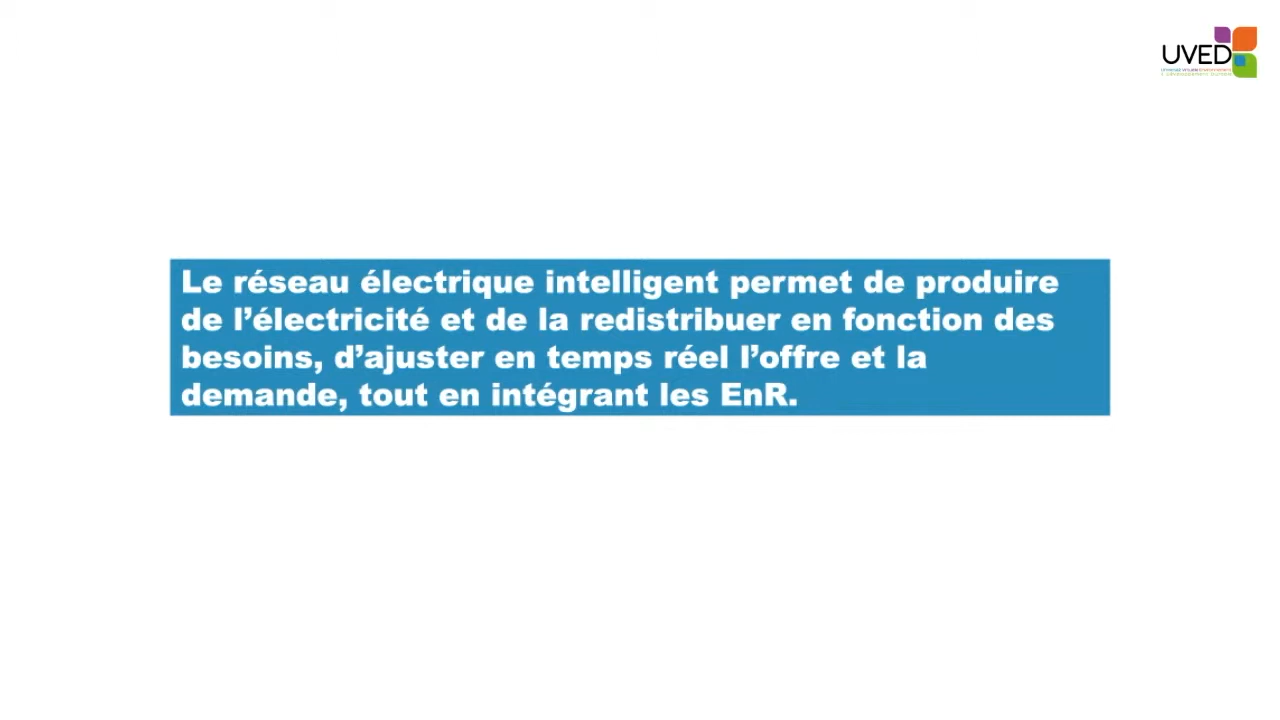 UVED
Le réseau électrique intelligent permet de produire
de l’électricité et de la redistribuer en fonction des
besoins, d’ajuster en temps réel l’offre et la
demande, tout en intégrant les EnR.